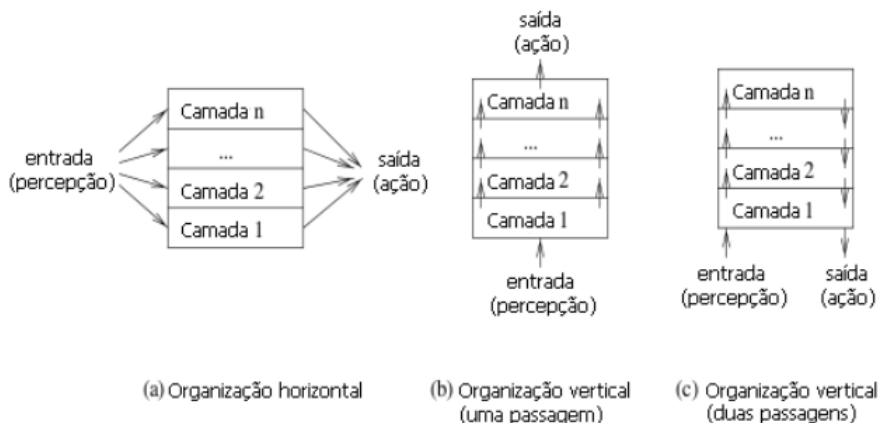 Camada n
...
Camada 2
Camada 1
entrada
(percepção)
saída
(ação)
(a) Organização horizontal
saída
(ação)
Camada n
...
Camada 2
Camada 1
entrada
(percepção)
(b) Organização vertical
(uma passagem)
Camada n
...
Camada 2
Camada 1
entrada
(percepção)
saída
(ação)
(c) Organização vertical
(duas passagens)